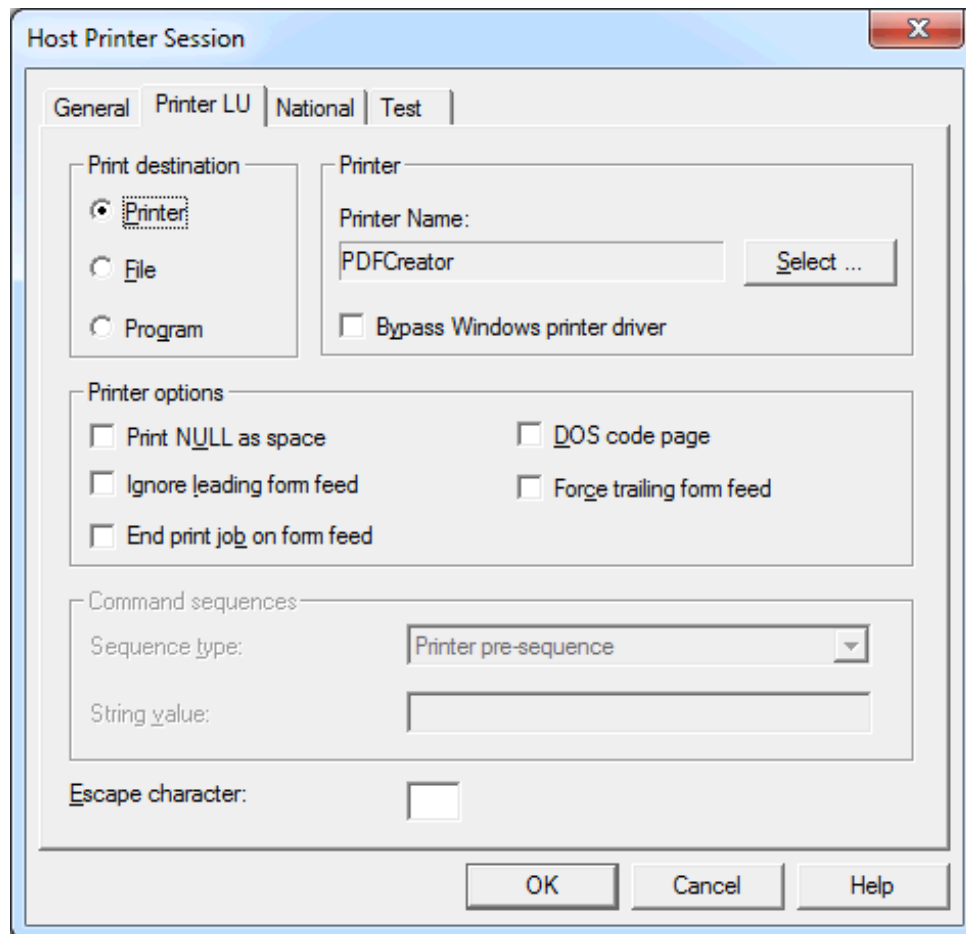 Host Printer Session
General Printer LU National Test
Print destination
Printer
File
Program
Printer
Printer Name:
PDFCreator
Select ...
Bypass Windows printer driver
Printer options
Print NULL as space
DOS code page
Ignore leading form feed
Force trailing form feed
End print job on form feed
Command sequences
Sequence type:
Printer pre-sequence
String value:
Escape character:
OK Cancel Help